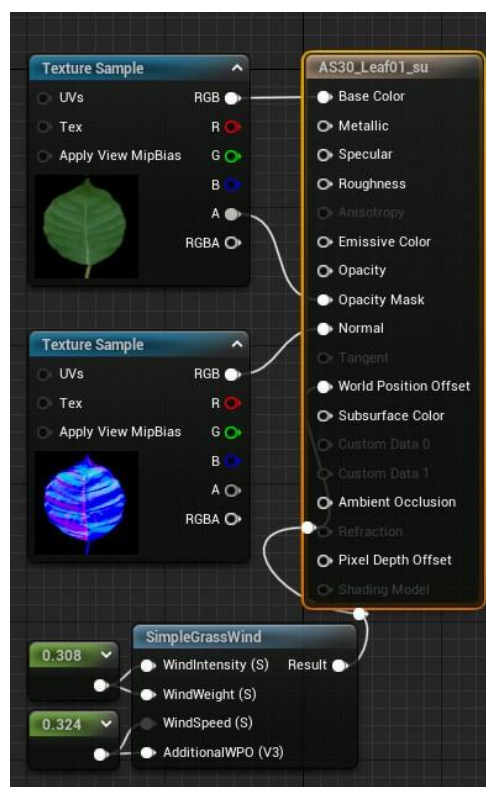 Texture Sample
UVs RGB
Tex R
Apply View MipBias G
B
A
RGBA
Texture Sample
UVs RGB
Tex R
Apply View MipBias G
B
A
RGBA
AS30_Leaf01_su
Base Color
Metallic
Specular
Roughness
Anisotropy
Emissive Color
Opacity
Opacity Mask
Normal
Tangent
World Position Offset
Subsurface Color
Custom Data 0
Custom Data 1
Ambient Occlusion
Refraction
Pixel Depth Offset
Shading Model
0.308
0.324
SimpleGrassWind
WindIntensity (S) Result
WindWeight (S)
WindSpeed (S)
AdditionalWPO (V3)